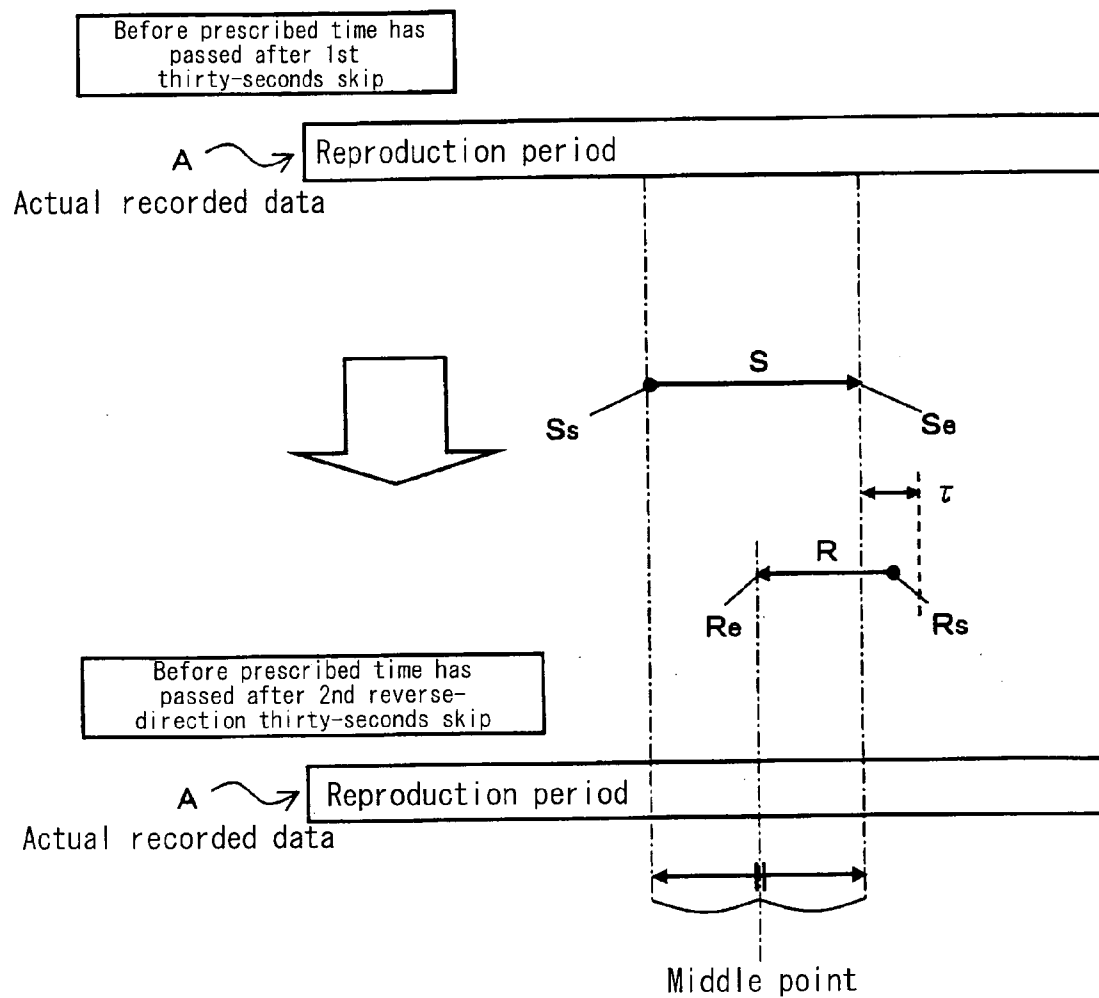 Before prescribed time has
passed after 1st
thirty-seconds skip
A
Reproduction period
Actual recorded data
S
Ss
Se
τ
R
Re
Rs
Before prescribed time has
passed after 2nd reverse-
direction thirty-seconds skip
A
Reproduction period
Actual recorded data
Middle point